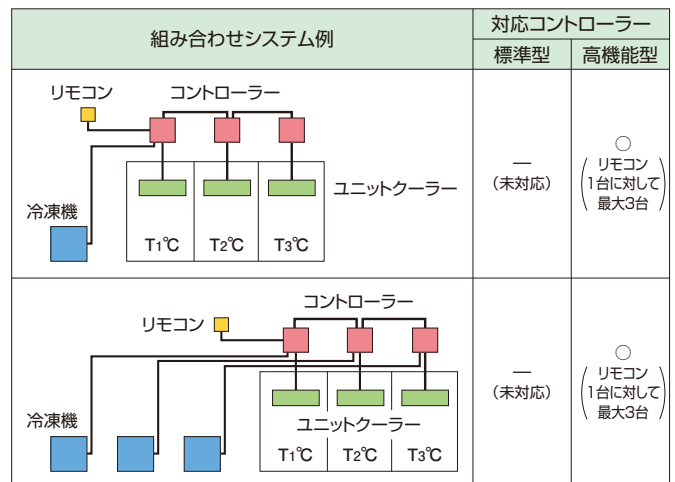 組み合わせシステム例
対応コントローラー
標準型
高機能型
リモコン
コントローラー
ユニットクーラー
冷凍機
T1℃
T2℃
T3℃
―
(未対応)
○
(リモコン
1台に対して
最大3台)
コントローラー
リモコン
冷凍機
ユニットクーラー
T1℃
T2℃
T3℃
―
(未対応)
○
(リモコン
1台に対して
最大3台)